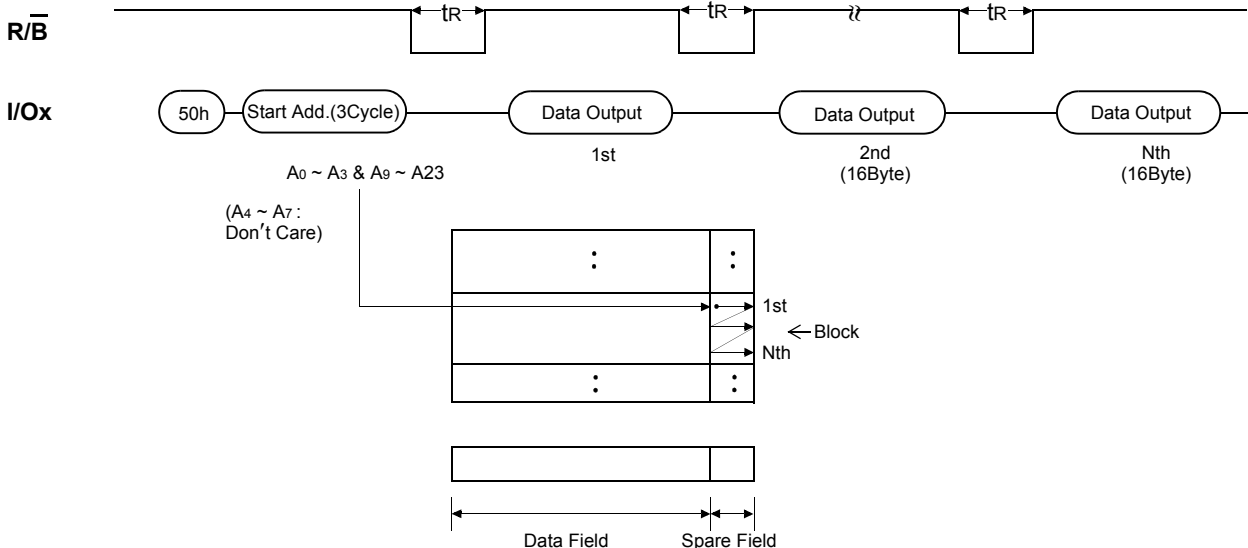 R/B
tR
tR
tR
I/Ox
50h
Start Add.(3Cycle)
Data Output
Data Output
Data Output
1st
2nd
(16Byte)
Nth
(16Byte)
A0 ~ A3 & A9 ~ A23
(A4 ~ A7 :
Don't Care)
1st
Block
Nth
Data Field
Spare Field